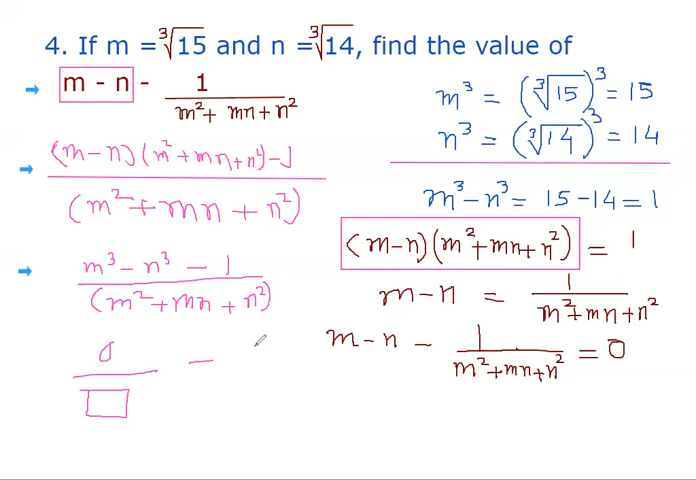 4. If m = ∛15 and n = ∛14, find the value of
→ m - n - 1/(m² + mn + n²)
→ ((m - n)(m² + mn + n²) - 1)/(m² + mn + n²)
→ (m³ - n³ - 1)/(m² + mn + n²)
0/□ -
m³ = (∛15)³ = 15
n³ = (∛14)³ = 14
m³ - n³ = 15 - 14 = 1
(m - n)(m² + mn + n²) = 1
m - n = 1/(m² + mn + n²)
m - n - 1/(m² + mn + n²) = 0